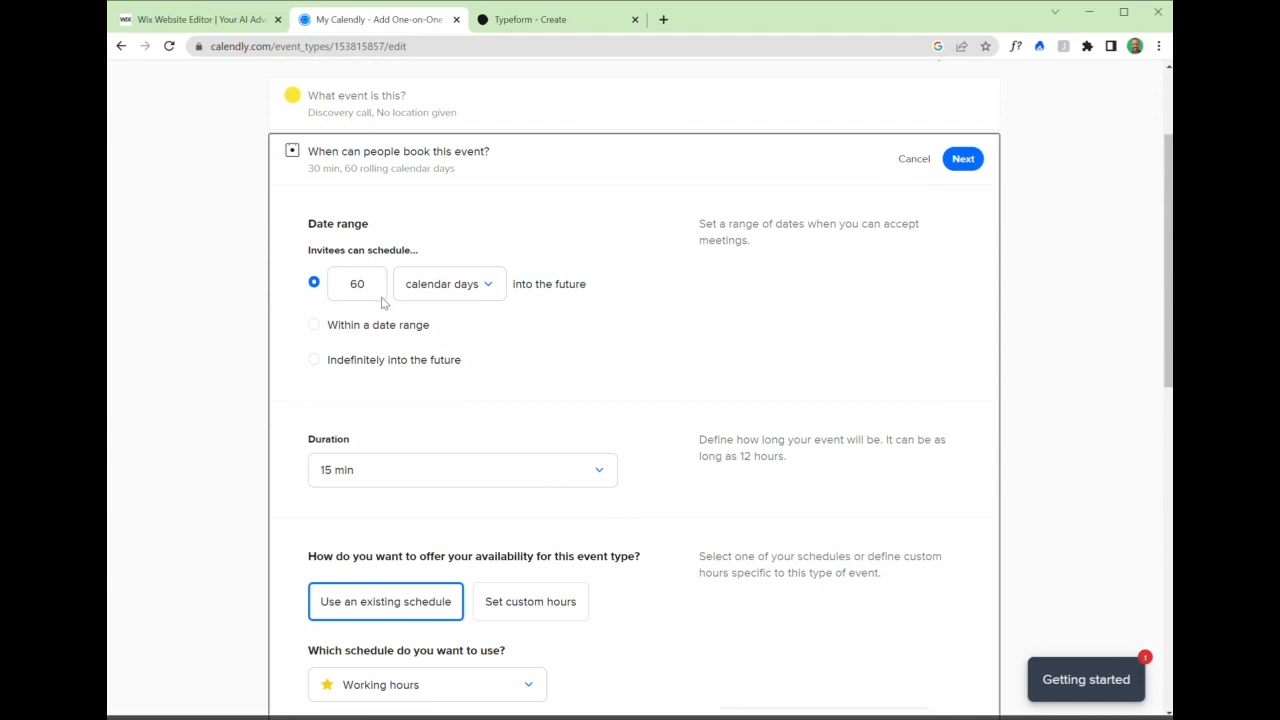 WIX Wix Website Editor | Your AI Adv
My Calendly - Add One-on-One
Typeform - Create
calendly.com/event_types/153815857/edit
What event is this?
Discovery call, No location given
When can people book this event?
30 min, 60 rolling calendar days
Cancel
Next
Date range
Set a range of dates when you can accept
meetings.
Invitees can schedule...
60 calendar days into the future
Within a date range
Indefinitely into the future
Duration
Define how long your event will be. It can be as
long as 12 hours.
15 min
How do you want to offer your availability for this event type?
Select one of your schedules or define custom
hours specific to this type of event.
Use an existing schedule
Set custom hours
Which schedule do you want to use?
Working hours
Getting started
1